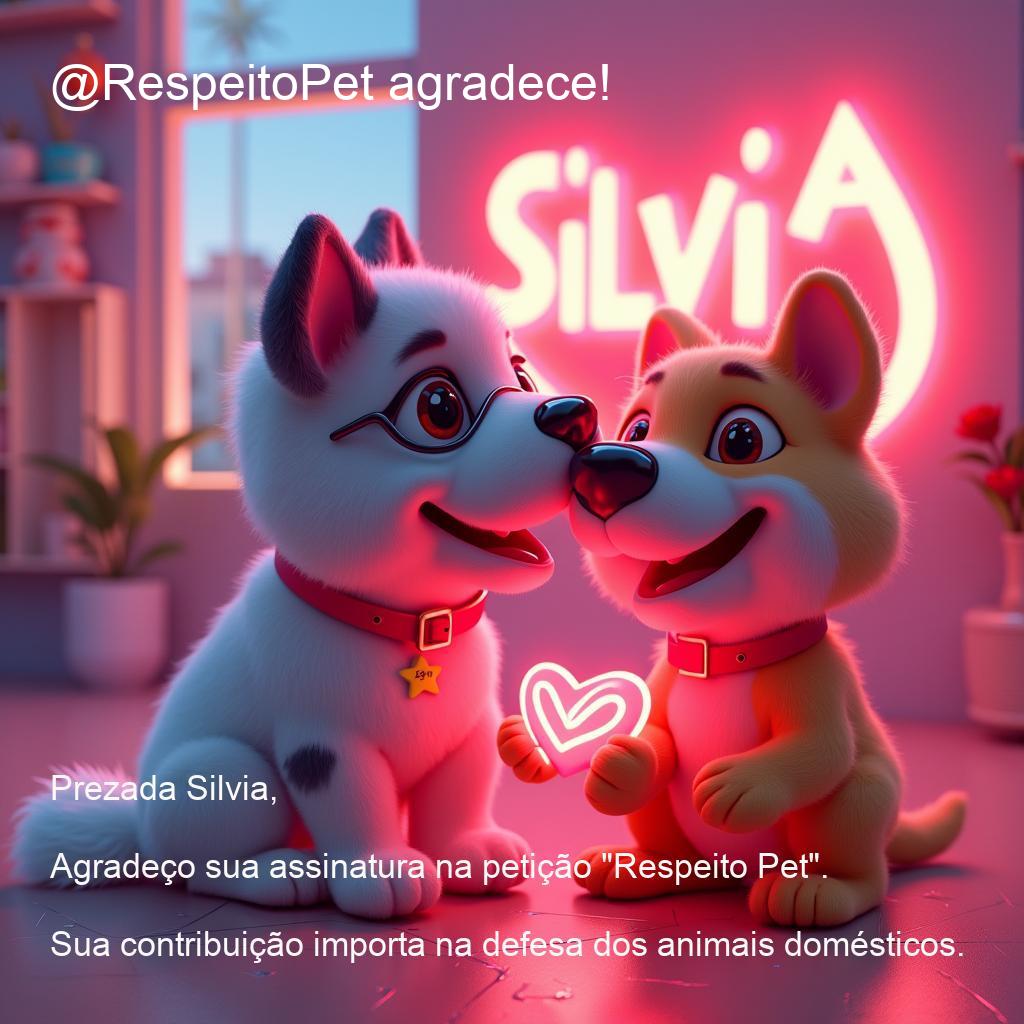 @RespeitoPet agradece!
SiLViA
Prezada Silvia,
Agradeço sua assinatura na petição "Respeito Pet".
Sua contribuição importa na defesa dos animais domésticos.